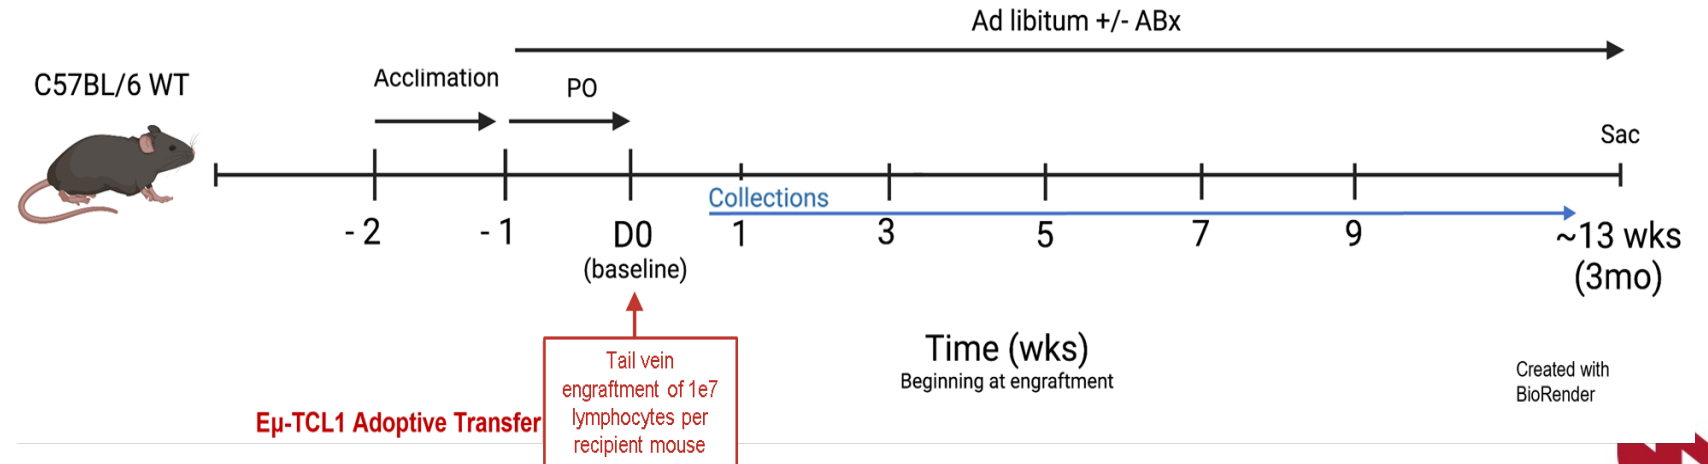 Ad libitum +/- ABx
Acclimation
PO
C57BL/6 WT
Sac
Collections
- 2
- 1
D0
1
3
5
7
9
~13 wks
(baseline)
(3mo)
Time (wks)
Beginning at engraftment
Tail vein
engraftment of 1e7
lymphocytes per
recipient mouse
Eµ-TCL1 Adoptive Transfer
Created with
BioRender